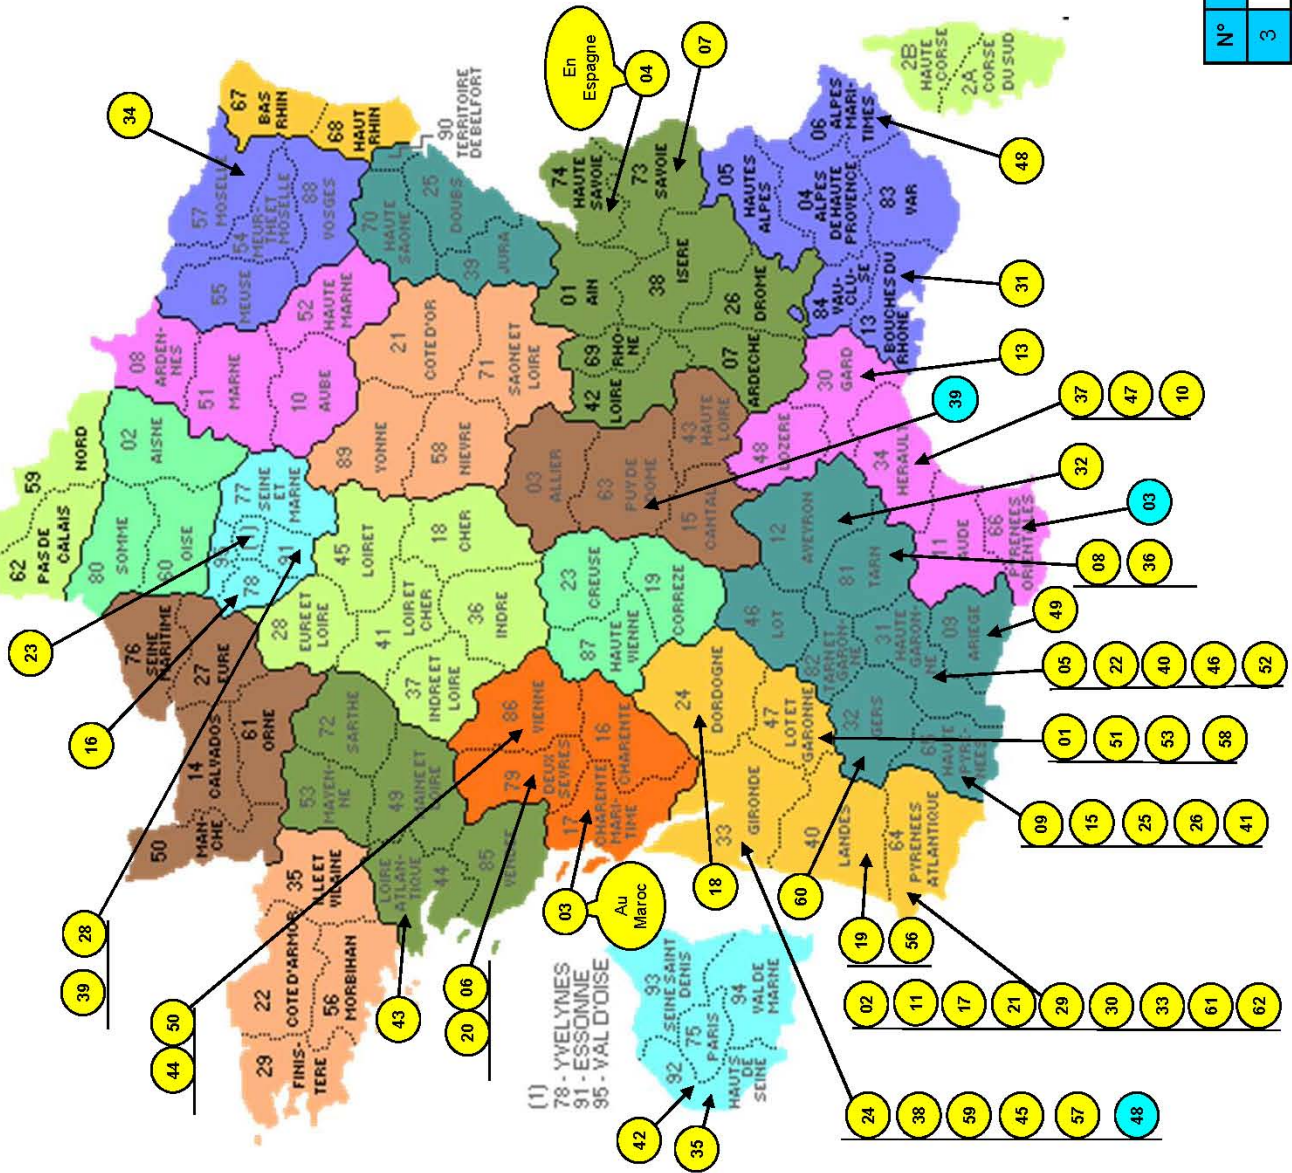 62
PAS DE
CALAIS
59
NORD
80
SOMME
02
AISNE
60
OISE
76
SEINE
MARITIME
27
EURE
14
CALVADOS
61
ORNE
50
MAN-
CHE
08
ARDEN-
NES
51
MARNE
10
AUBE
52
HAUTE
MARNE
55
MEUSE
57
MOSELLE
54
MEUR-
THE ET
MOSELLE
88
VOSGES
67
BAS
RHIN
68
HAUT
RHIN
90
TERRITOIRE
DE BELFORT
70
HAUTE
SAONE
25
DOUBS
39
JURA
77
SEINE
ET
MARNE
78
91
(1)
28
EURE ET
LOIRE
45
LOIRET
41
LOIR ET
CHER
18
CHER
36
INDRE
37
INDRE ET
LOIRE
89
YONNE
58
NIEVRE
21
COTE D'OR
71
SAONE ET
LOIRE
53
MAYEN-
NE
72
SARTHE
49
MAINE ET
LOIRE
LOIRE
ATLAN-
TIQUE
44
85
VENDEE
35
ILLE ET
VILAINE
22
COTE D'ARMOR
56
MORBIHAN
29
FINIS-
TERE
79
DEUX
SEVRES
86
VIENNE
16
CHARENTE
17
CHARENTE
MARI-
TIME
87
HAUTE
VIENNE
23
CREUSE
19
CORREZE
03
ALLIER
63
PUY DE
DOME
15
CANTAL
43
HAUTE
LOIRE
42
LOIRE
69
RHO-
NE
01
AIN
74
HAUTE
SAVOIE
73
SAVOIE
38
ISERE
26
DROME
07
ARDECHE
05
HAUTES
ALPES
04
ALPES
DE HAUTE
PROVENCE
06
ALPES
MARI-
TIMES
83
VAR
84
VAU-
CLU-
SE
13
BOUCHES DU
RHONE
2B
HAUTE
CORSE
2A
CORSE
DU SUD
48
LOZERE
30
GARD
34
HERAULT
11
AUDE
66
PYRENEES
ORIENTALES
12
AVEYRON
81
TARN
46
LOT
82
TARN ET
GARON-
NE
31
HAUTE
GARON-
NE
09
ARIEGE
32
GERS
65
HAUTE
PYRE-
NEES
24
DORDOGNE
47
LOT ET
GARONNE
33
GIRONDE
40
LANDES
64
PYRENEES
ATLANTIQUE
92
HAUTS
DE
SEINE
93
SEINE SAINT
DENIS
75
PARIS
94
VAL DE
MARNE
(1)
78 - YVELYNES
91 - ESSONNE
95 - VAL D'OISE
23
16
39 28
44 50
43
20 06
03
Au
Maroc
42
35
34
En
Espagne
04
07
48
31
13
39
37 47 10
32
03
08 36
49
05 22 40 46 52
01 51 53 58
09 15 25 26 41
60
18
19 56
02 11 17 21 29 30 33 61 62
24 38 59 45 57 48
N°
3